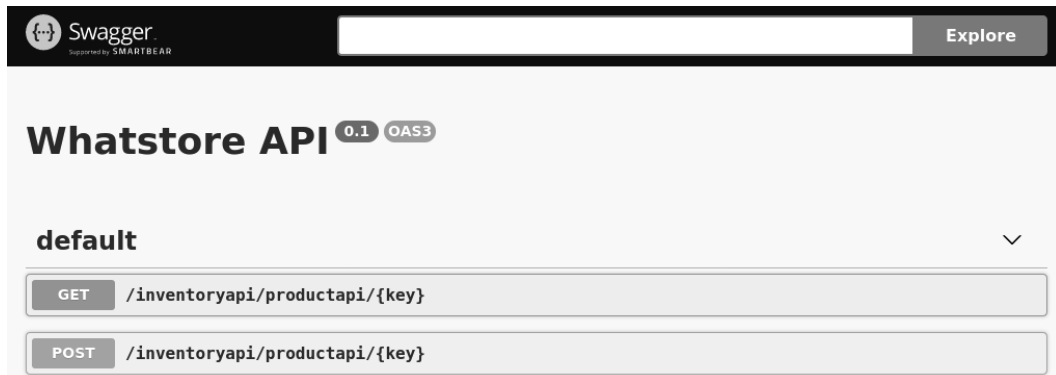 {···} Swagger.
Supported by SMARTBEAR
Explore
Whatstore API 0.1 OAS3
default
GET /inventoryapi/productapi/{key}
POST /inventoryapi/productapi/{key}